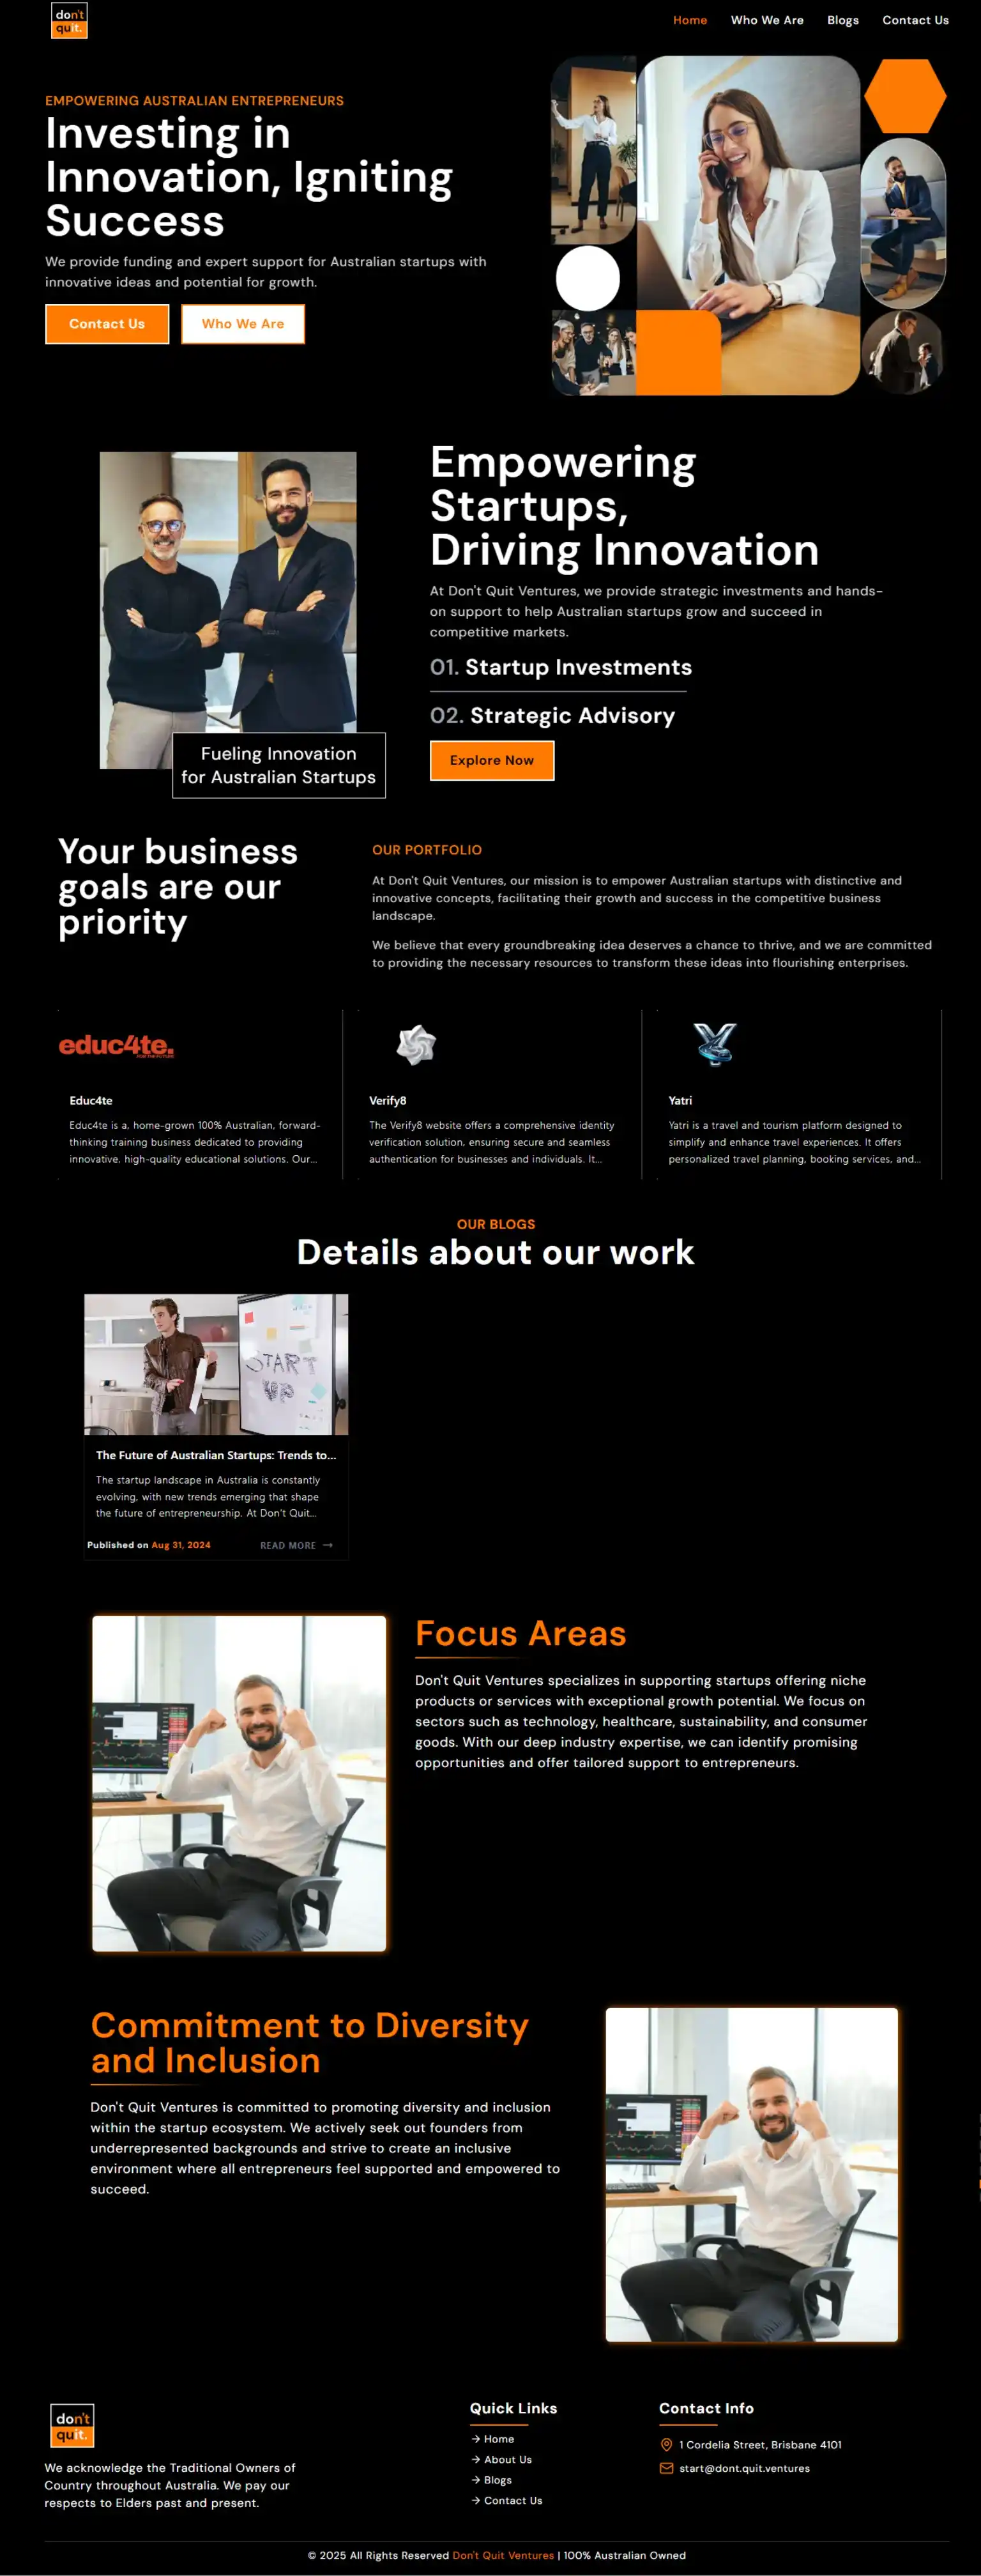 don't
quit.
Home Who We Are Blogs Contact Us
EMPOWERING AUSTRALIAN ENTREPRENEURS
Investing in
Innovation, Igniting
Success
We provide funding and expert support for Australian startups with
innovative ideas and potential for growth.
Contact Us Who We Are
Empowering
Startups,
Driving Innovation
At Don't Quit Ventures, we provide strategic investments and hands-
on support to help Australian startups grow and succeed in
competitive markets.
01. Startup Investments
02. Strategic Advisory
Explore Now
Fueling Innovation
for Australian Startups
Your business
goals are our
priority
OUR PORTFOLIO
At Don't Quit Ventures, our mission is to empower Australian startups with distinctive and
innovative concepts, facilitating their growth and success in the competitive business
landscape.
We believe that every groundbreaking idea deserves a chance to thrive, and we are committed
to providing the necessary resources to transform these ideas into flourishing enterprises.
educ4te.
FOR THE FUTURE
Educ4te
Educ4te is a, home-grown 100% Australian, forward-
thinking training business dedicated to providing
innovative, high-quality educational solutions. Our...
Verify8
The Verify8 website offers a comprehensive identity
verification solution, ensuring secure and seamless
authentication for businesses and individuals. It...
Yatri
Yatri is a travel and tourism platform designed to
simplify and enhance travel experiences. It offers
personalized travel planning, booking services, and...
OUR BLOGS
Details about our work
START
UP
The Future of Australian Startups: Trends to...
The startup landscape in Australia is constantly
evolving, with new trends emerging that shape
the future of entrepreneurship. At Don't Quit...
Published on Aug 31, 2024 READ MORE →
Focus Areas
Don't Quit Ventures specializes in supporting startups offering niche
products or services with exceptional growth potential. We focus on
sectors such as technology, healthcare, sustainability, and consumer
goods. With our deep industry expertise, we can identify promising
opportunities and offer tailored support to entrepreneurs.
Commitment to Diversity
and Inclusion
Don't Quit Ventures is committed to promoting diversity and inclusion
within the startup ecosystem. We actively seek out founders from
underrepresented backgrounds and strive to create an inclusive
environment where all entrepreneurs feel supported and empowered to
succeed.
don't
quit.
We acknowledge the Traditional Owners of
Country throughout Australia. We pay our
respects to Elders past and present.
Quick Links
→ Home
→ About Us
→ Blogs
→ Contact Us
Contact Info
1 Cordelia Street, Brisbane 4101
start@dont.quit.ventures
© 2025 All Rights Reserved Don't Quit Ventures | 100% Australian Owned